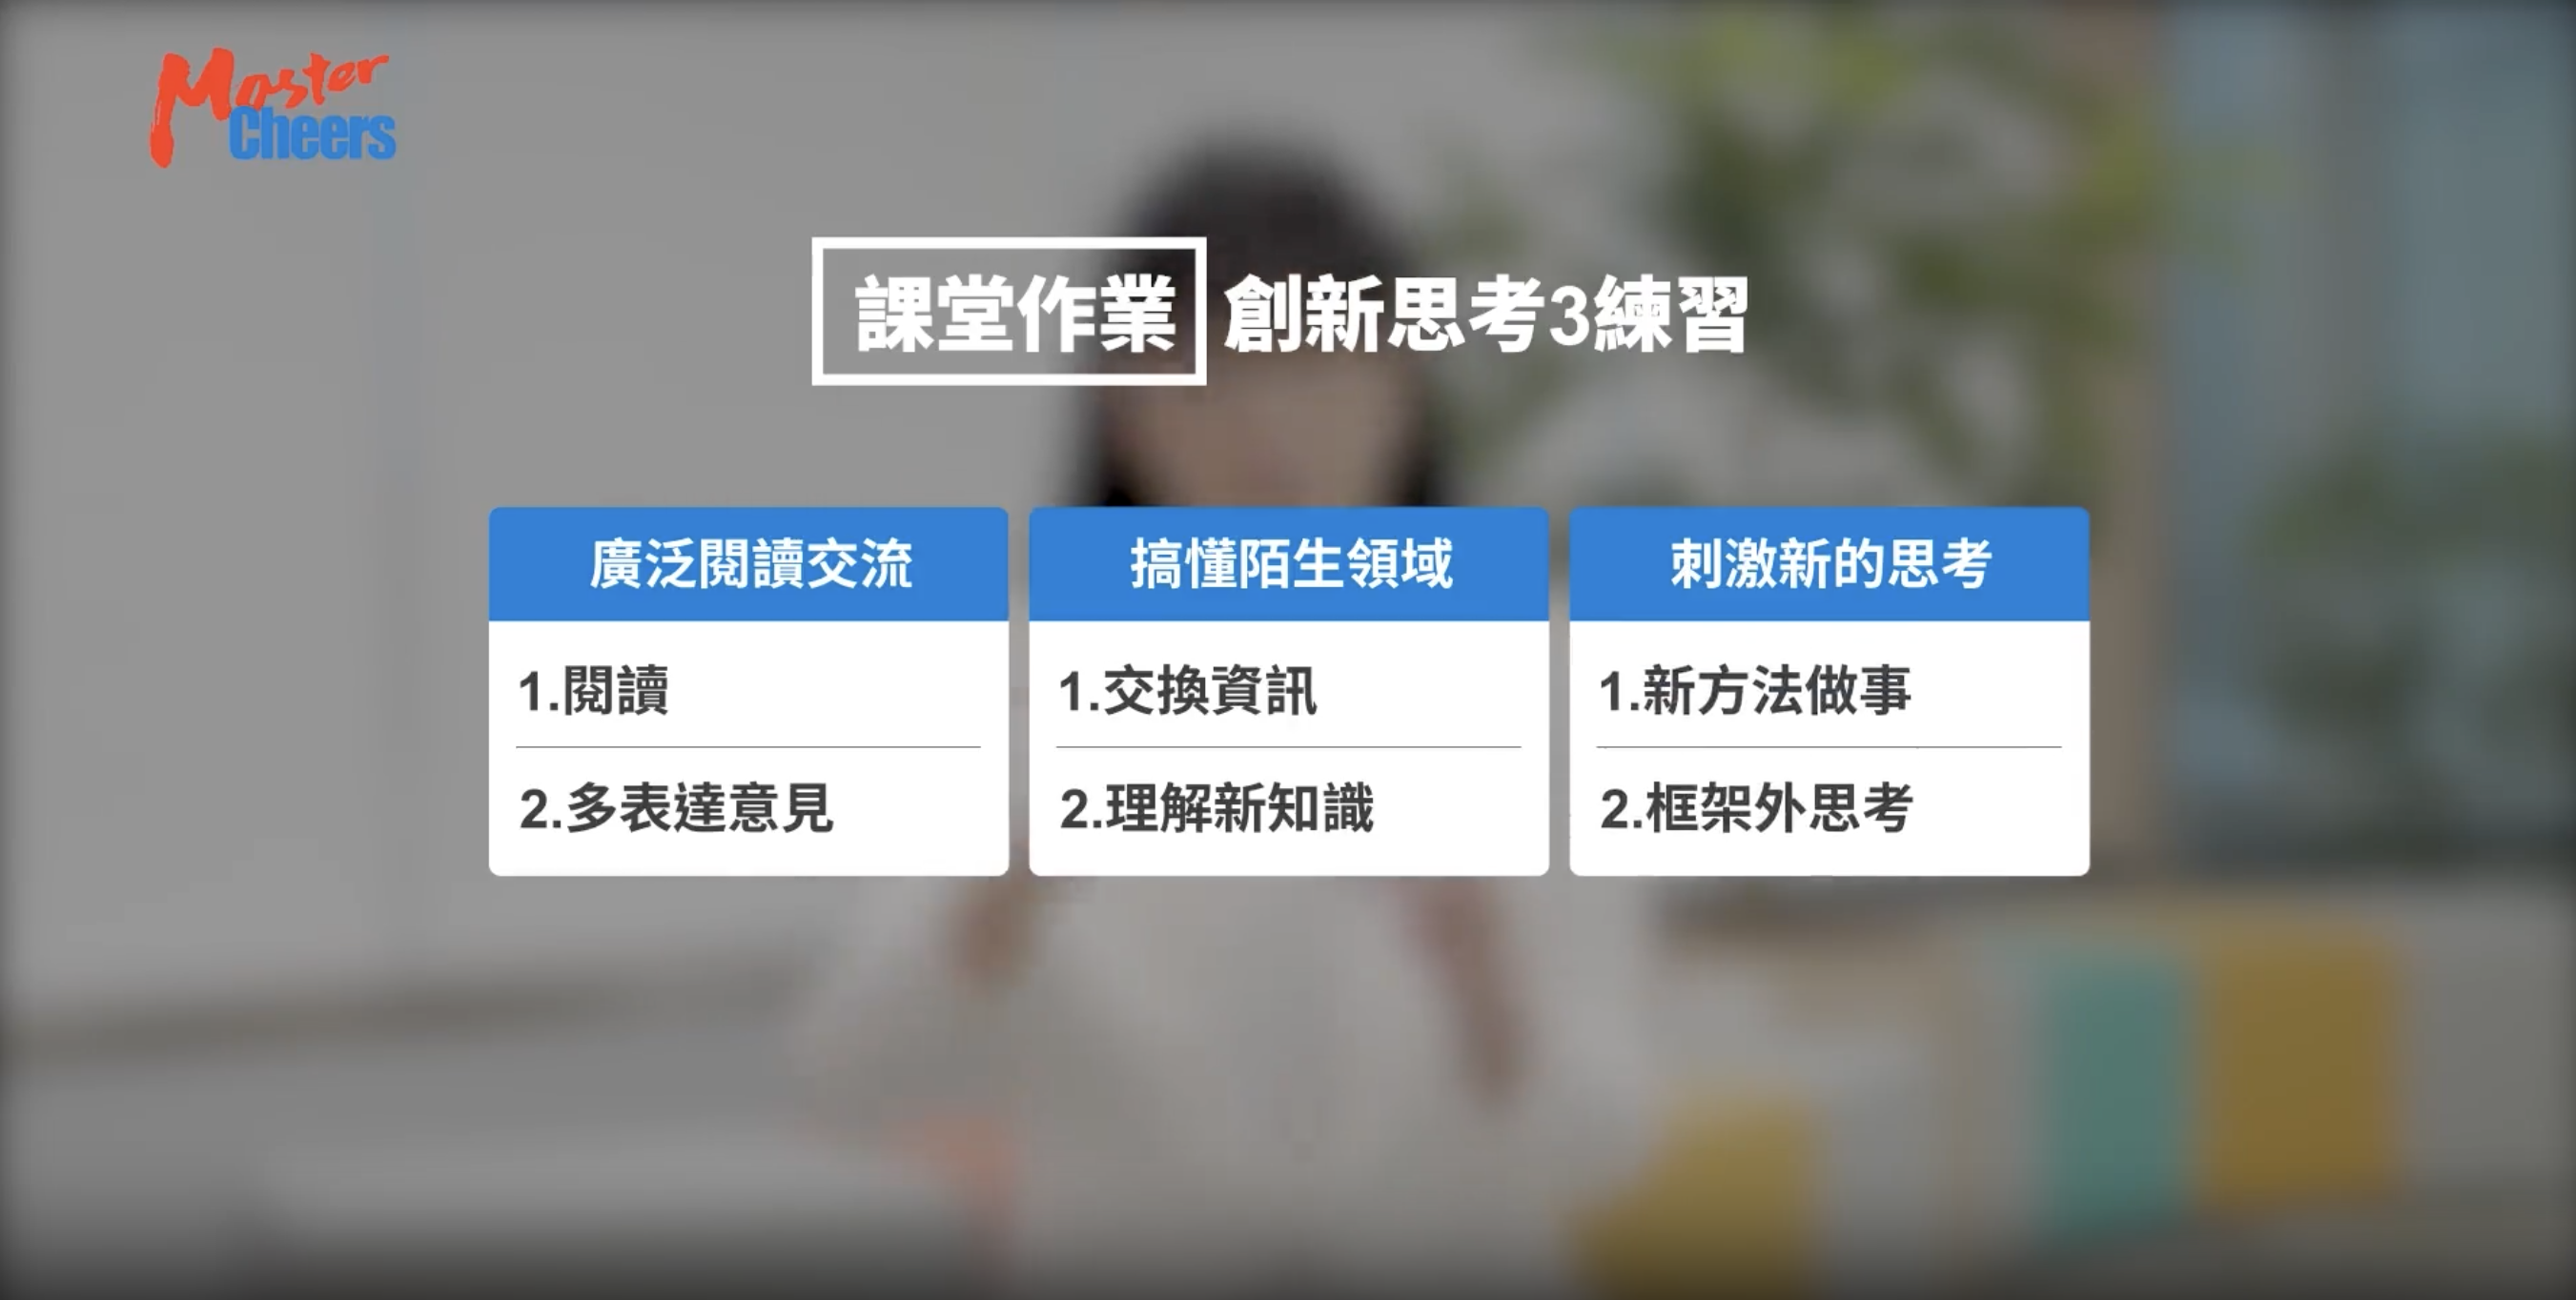 Master
Cheers
課堂作業 創新思考3練習
廣泛閱讀交流
1.閱讀
2.多表達意見
搞懂陌生領域
1.交換資訊
2.理解新知識
刺激新的思考
1.新方法做事
2.框架外思考